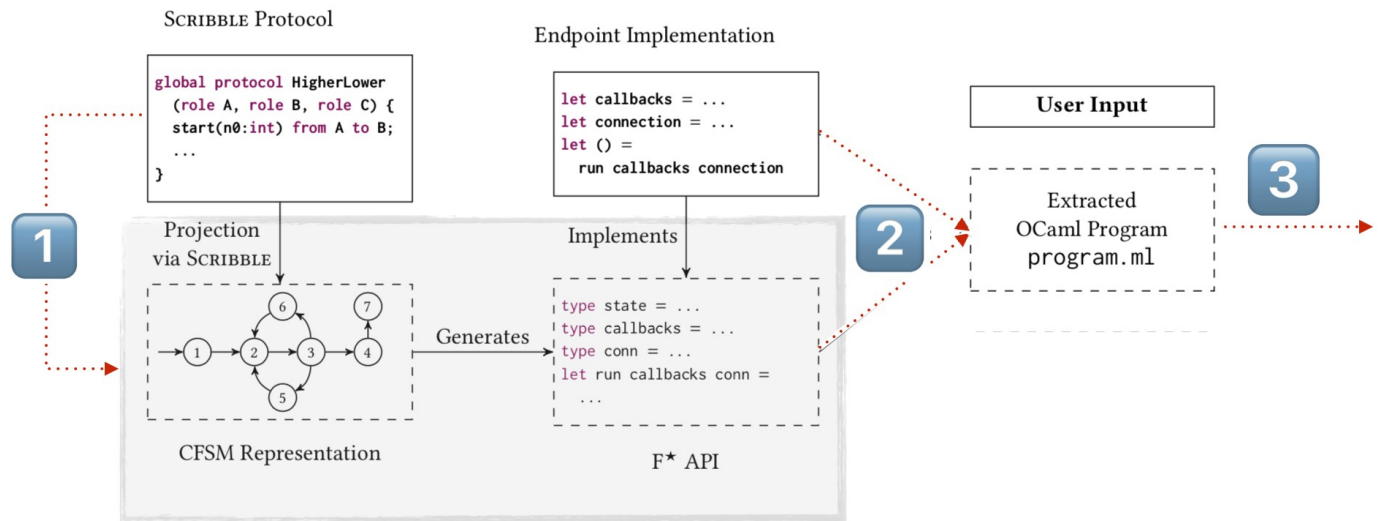 SCRIBBLE Protocol
global protocol HigherLower
(role A, role B, role C) {
start(n0:int) from A to B;
...
}
Endpoint Implementation
let callbacks = ...
let connection = ...
let () =
run callbacks connection
User Input
1
Projection
via SCRIBBLE
Implements
2
Extracted
OCaml Program
program.ml
3
1
2
3
4
5
6
7
Generates
type state = ...
type callbacks = ...
type conn = ...
let run callbacks conn =
...
CFSM Representation
F★ API